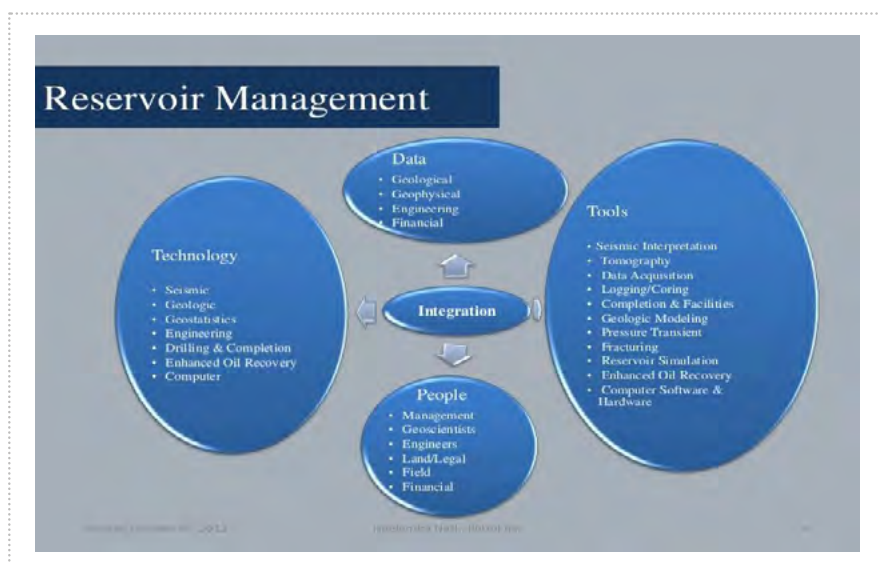 Reservoir Management
Data
• Geological
• Geophysical
• Engineering
• Financial
Technology
• Seismic
• Geologic
• Geostatistics
• Engineering
• Drilling & Completion
• Enhanced Oil Recovery
• Computer
Integration
Tools
• Seismic Interpretation
• Tomography
• Data Acquisition
• Logging/Coring
• Completion & Facilities
• Geologic Modeling
• Pressure Transient
• Fracturing
• Reservoir Simulation
• Enhanced Oil Recovery
• Computer Software &
Hardware
People
• Management
• Geoscientists
• Engineers
• Land/Legal
• Field
• Financial